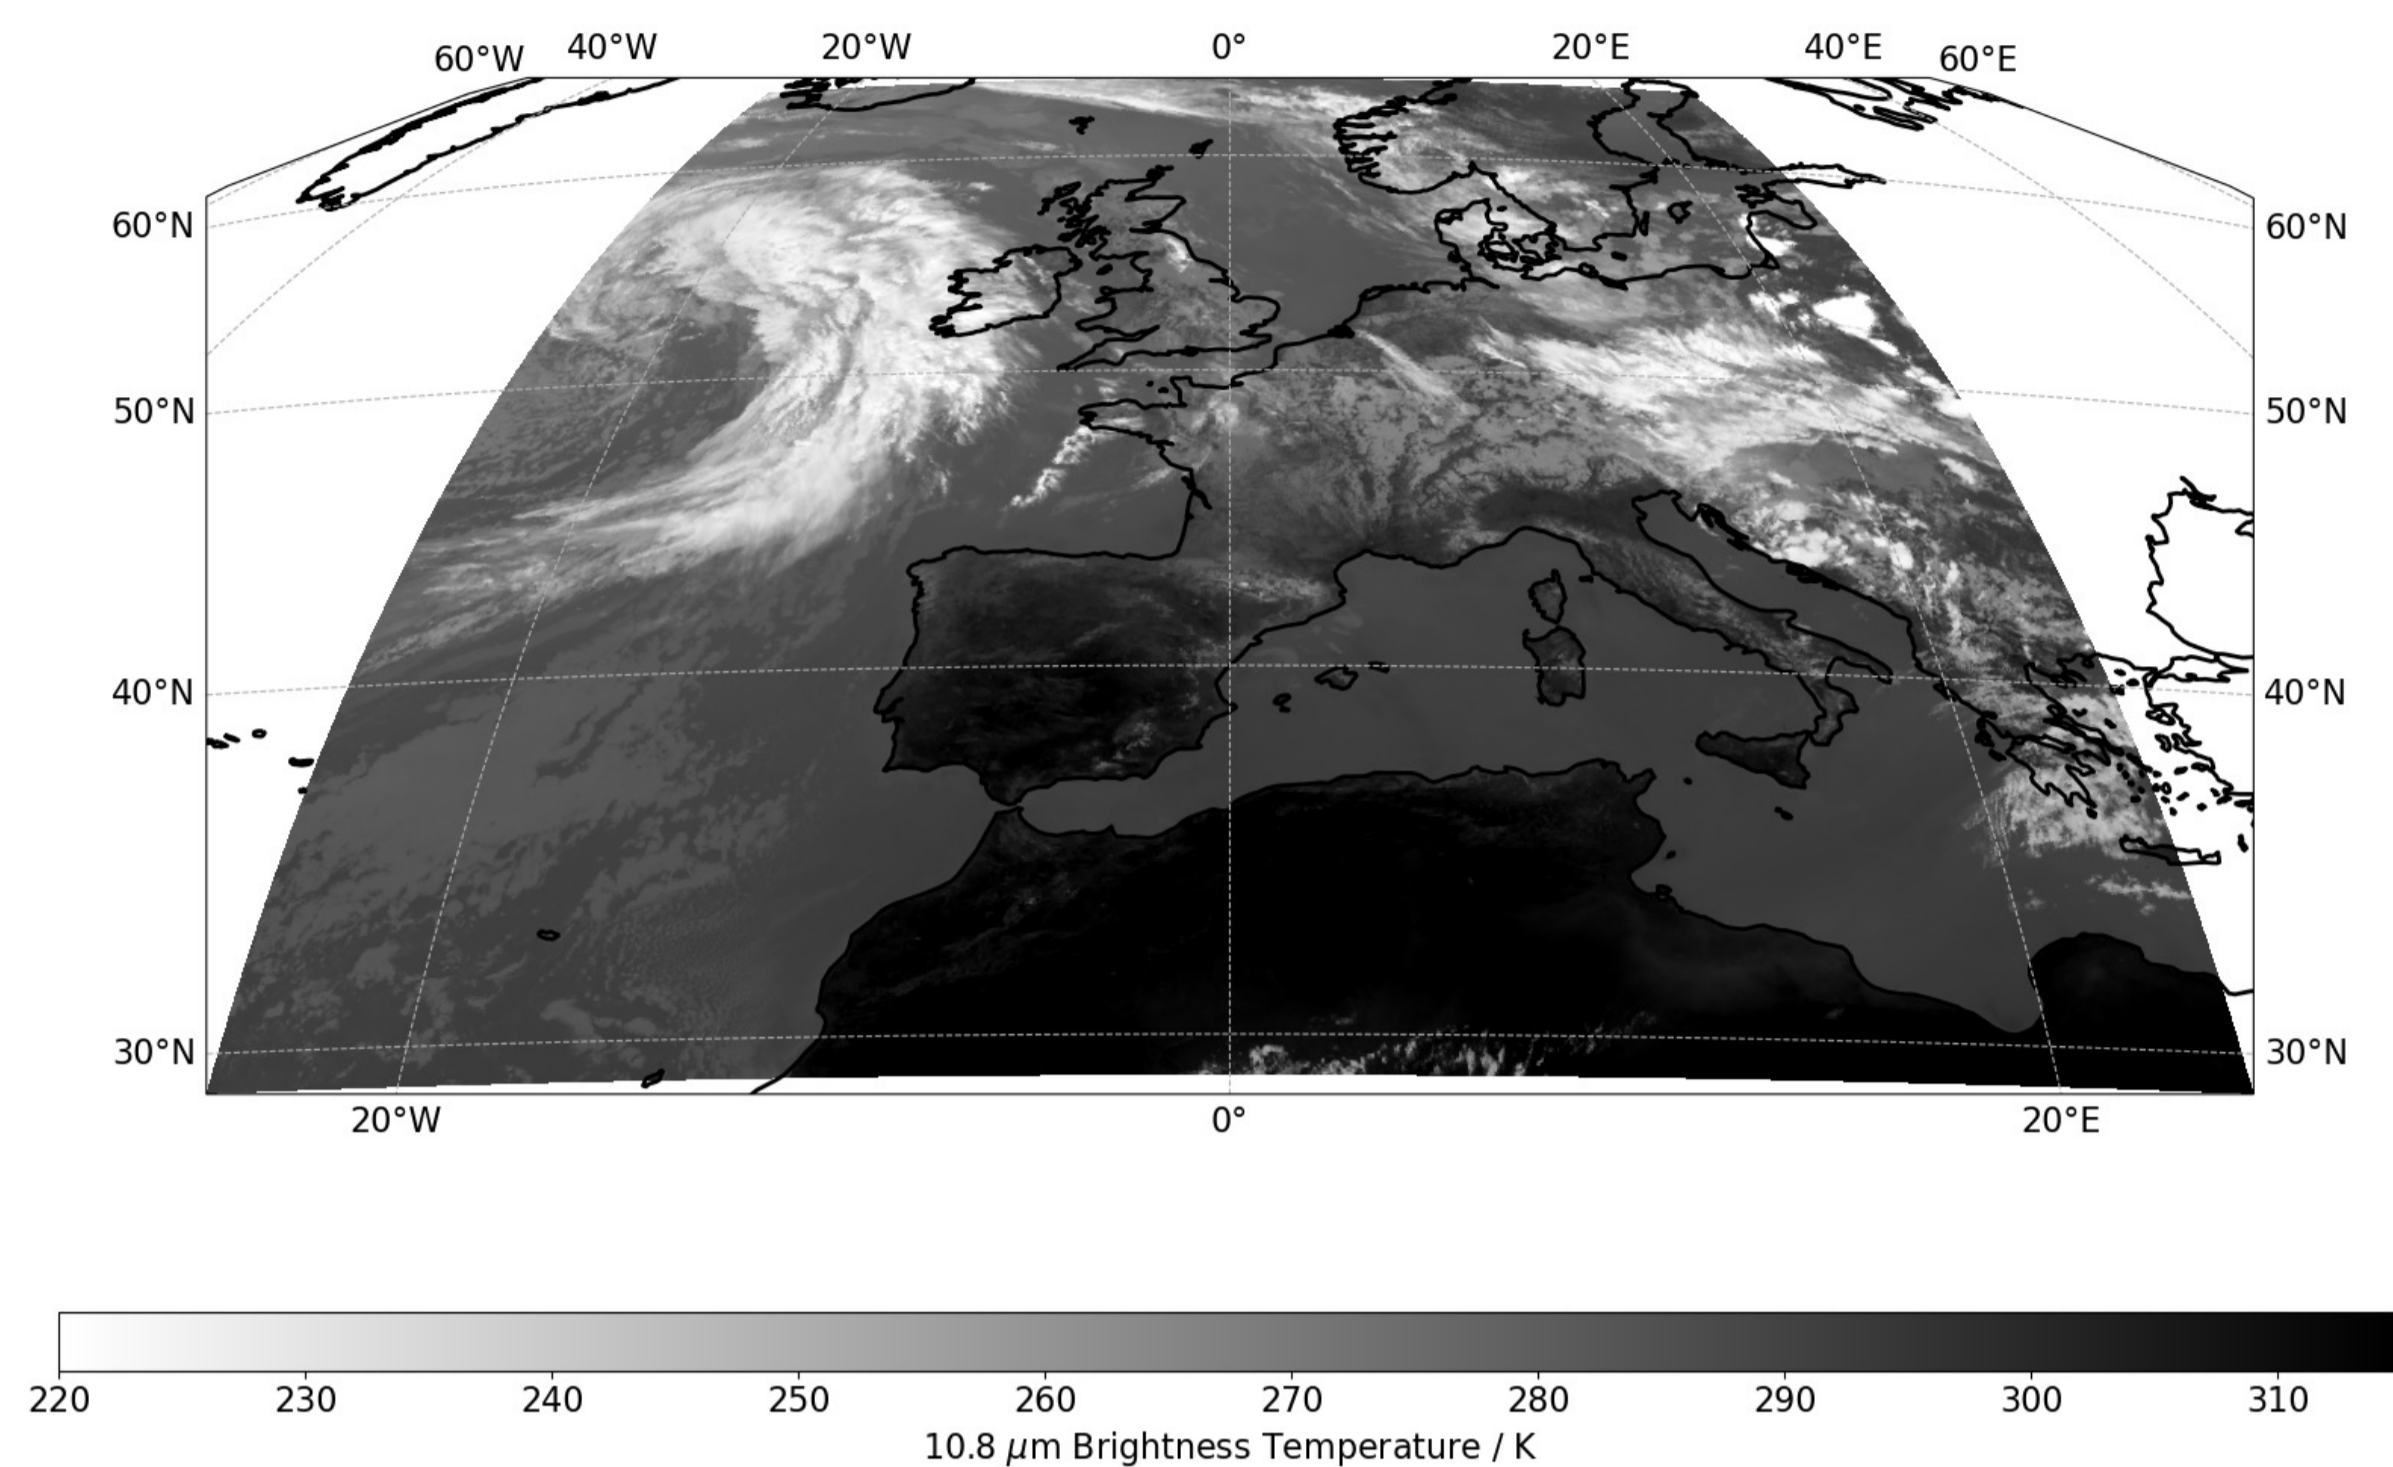 60°W 40°W 20°W 0° 20°E 40°E 60°E
60°N 60°N
50°N 50°N
40°N 40°N
30°N 30°N
20°W 0° 20°E
220 230 240 250 260 270 280 290 300 310
10.8 μm Brightness Temperature / K